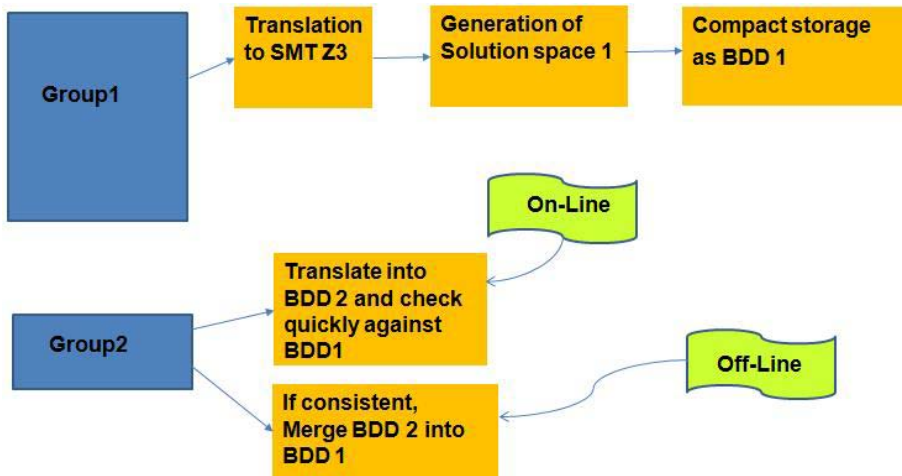 Group1
Translation
to SMT Z3
Generation of
Solution space 1
Compact storage
as BDD 1
On-Line
Group2
Translate into
BDD 2 and check
quickly against
BDD1
Off-Line
If consistent,
Merge BDD 2 into
BDD 1